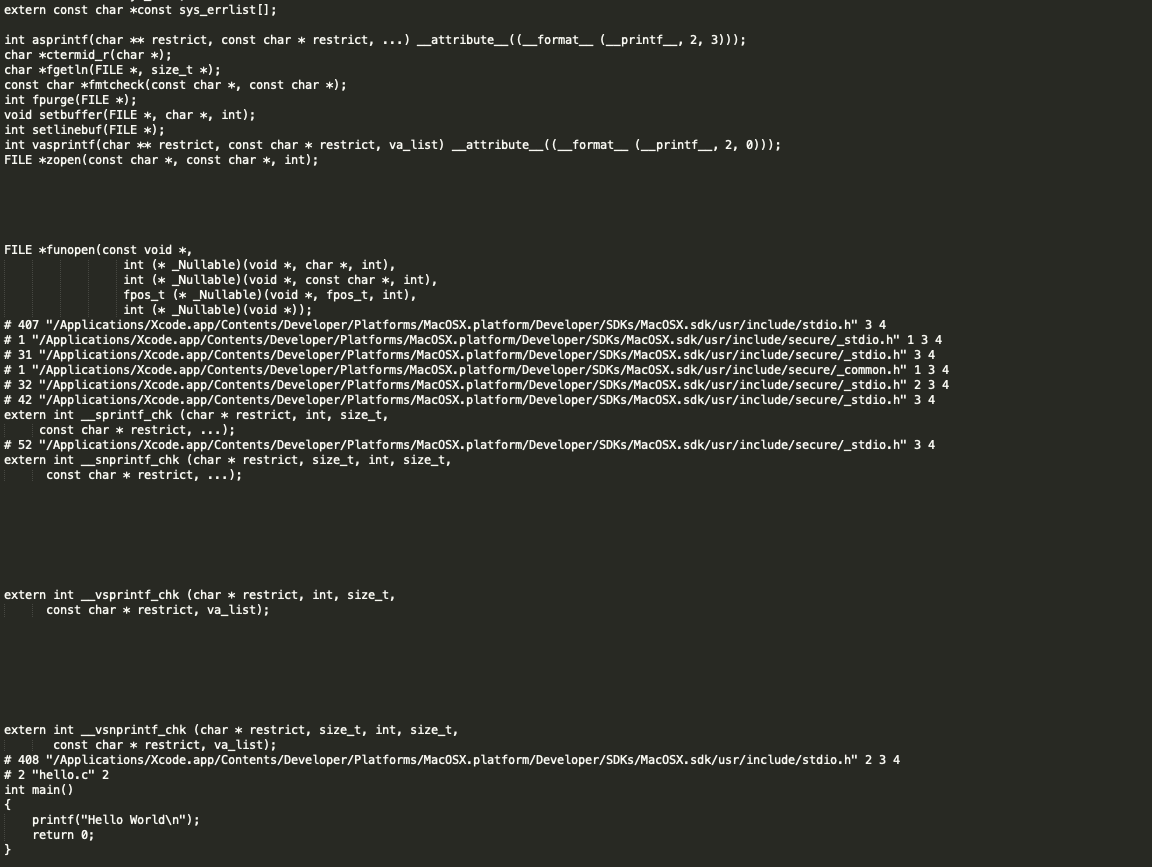 extern const char *const sys_errlist[];
int asprintf(char ** restrict, const char * restrict, ...) __attribute__((__format__ (__printf__, 2, 3)));
char *ctermid_r(char *);
char *fgetln(FILE *, size_t *);
const char *fmtcheck(const char *, const char *);
int fpurge(FILE *);
void setbuffer(FILE *, char *, int);
int setlinebuf(FILE *);
int vasprintf(char ** restrict, const char * restrict, va_list) __attribute__((__format__ (__printf__, 2, 0)));
FILE *zopen(const char *, const char *, int);
FILE *funopen(const void *,
int (* _Nullable)(void *, char *, int),
int (* _Nullable)(void *, const char *, int),
fpos_t (* _Nullable)(void *, fpos_t, int),
int (* _Nullable)(void *));
# 407 "/Applications/Xcode.app/Contents/Developer/Platforms/MacOSX.platform/Developer/SDKs/MacOSX.sdk/usr/include/stdio.h" 3 4
# 1 "/Applications/Xcode.app/Contents/Developer/Platforms/MacOSX.platform/Developer/SDKs/MacOSX.sdk/usr/include/secure/_stdio.h" 1 3 4
# 31 "/Applications/Xcode.app/Contents/Developer/Platforms/MacOSX.platform/Developer/SDKs/MacOSX.sdk/usr/include/secure/_stdio.h" 3 4
# 1 "/Applications/Xcode.app/Contents/Developer/Platforms/MacOSX.platform/Developer/SDKs/MacOSX.sdk/usr/include/secure/_common.h" 1 3 4
# 32 "/Applications/Xcode.app/Contents/Developer/Platforms/MacOSX.platform/Developer/SDKs/MacOSX.sdk/usr/include/secure/_stdio.h" 2 3 4
# 42 "/Applications/Xcode.app/Contents/Developer/Platforms/MacOSX.platform/Developer/SDKs/MacOSX.sdk/usr/include/secure/_stdio.h" 3 4
extern int __sprintf_chk (char * restrict, int, size_t,
const char * restrict, ...);
# 52 "/Applications/Xcode.app/Contents/Developer/Platforms/MacOSX.platform/Developer/SDKs/MacOSX.sdk/usr/include/secure/_stdio.h" 3 4
extern int __snprintf_chk (char * restrict, size_t, int, size_t,
const char * restrict, ...);
extern int __vsprintf_chk (char * restrict, int, size_t,
const char * restrict, va_list);
extern int __vsnprintf_chk (char * restrict, size_t, int, size_t,
const char * restrict, va_list);
# 408 "/Applications/Xcode.app/Contents/Developer/Platforms/MacOSX.platform/Developer/SDKs/MacOSX.sdk/usr/include/stdio.h" 2 3 4
# 2 "hello.c" 2
int main()
{
printf("Hello World\n");
return 0;
}